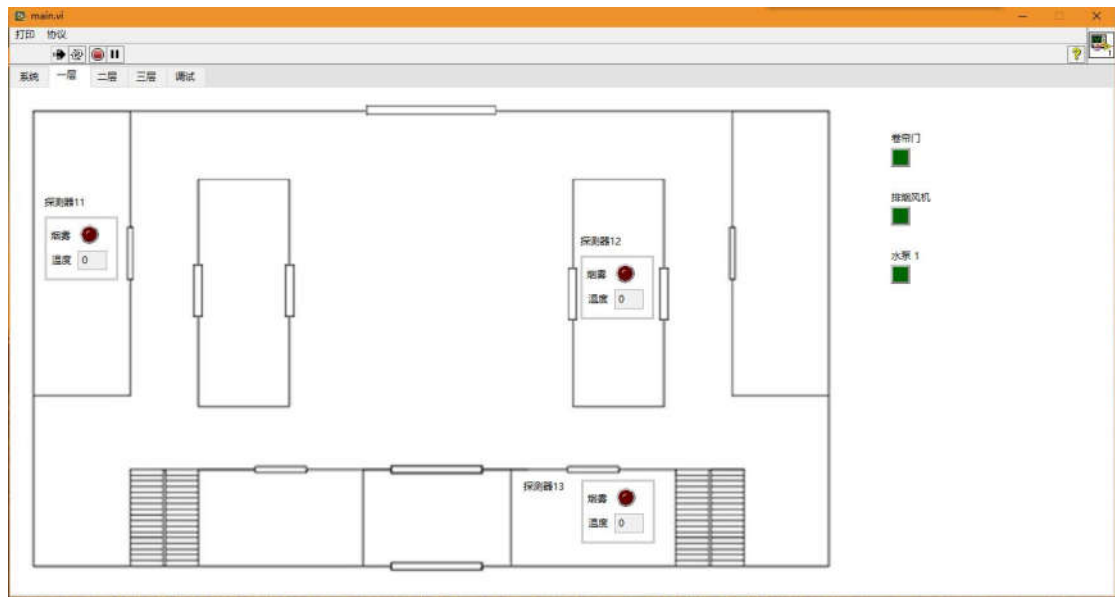 main.vi
打印 协议
系统 一层 二层 三层 调试
卷帘门
排烟风机
水泵 1
探测器11
烟雾
温度 0
探测器12
烟雾
温度 0
探测器13
烟雾
温度 0